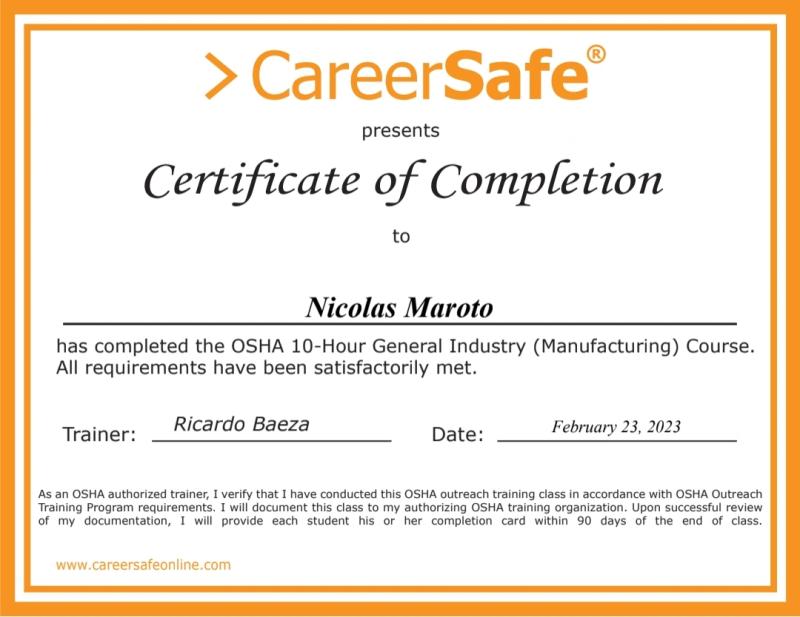 > CareerSafe®
presents
Certificate of Completion
to
Nicolas Maroto
has completed the OSHA 10-Hour General Industry (Manufacturing) Course.
All requirements have been satisfactorily met.
Trainer: Ricardo Baeza Date: February 23, 2023
As an OSHA authorized trainer, I verify that I have conducted this OSHA outreach training class in accordance with OSHA Outreach
Training Program requirements. I will document this class to my authorizing OSHA training organization. Upon successful review
of my documentation, I will provide each student his or her completion card within 90 days of the end of class.
www.careersafeonline.com